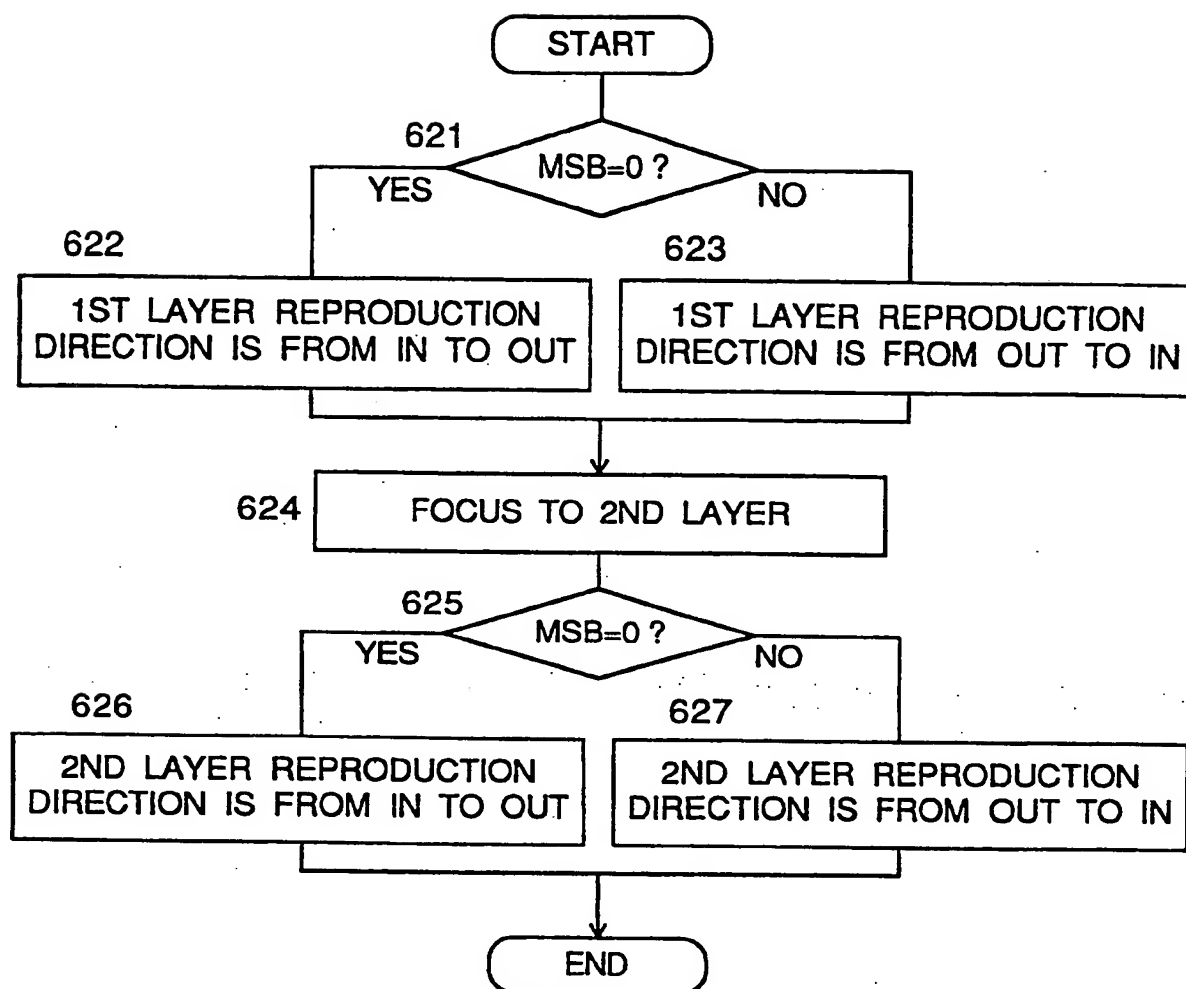 START
621
MSB=0 ?
YES
NO
622
623
1ST LAYER REPRODUCTION
DIRECTION IS FROM IN TO OUT
1ST LAYER REPRODUCTION
DIRECTION IS FROM OUT TO IN
624
FOCUS TO 2ND LAYER
625
MSB=0 ?
YES
NO
626
627
2ND LAYER REPRODUCTION
DIRECTION IS FROM IN TO OUT
2ND LAYER REPRODUCTION
DIRECTION IS FROM OUT TO IN
END